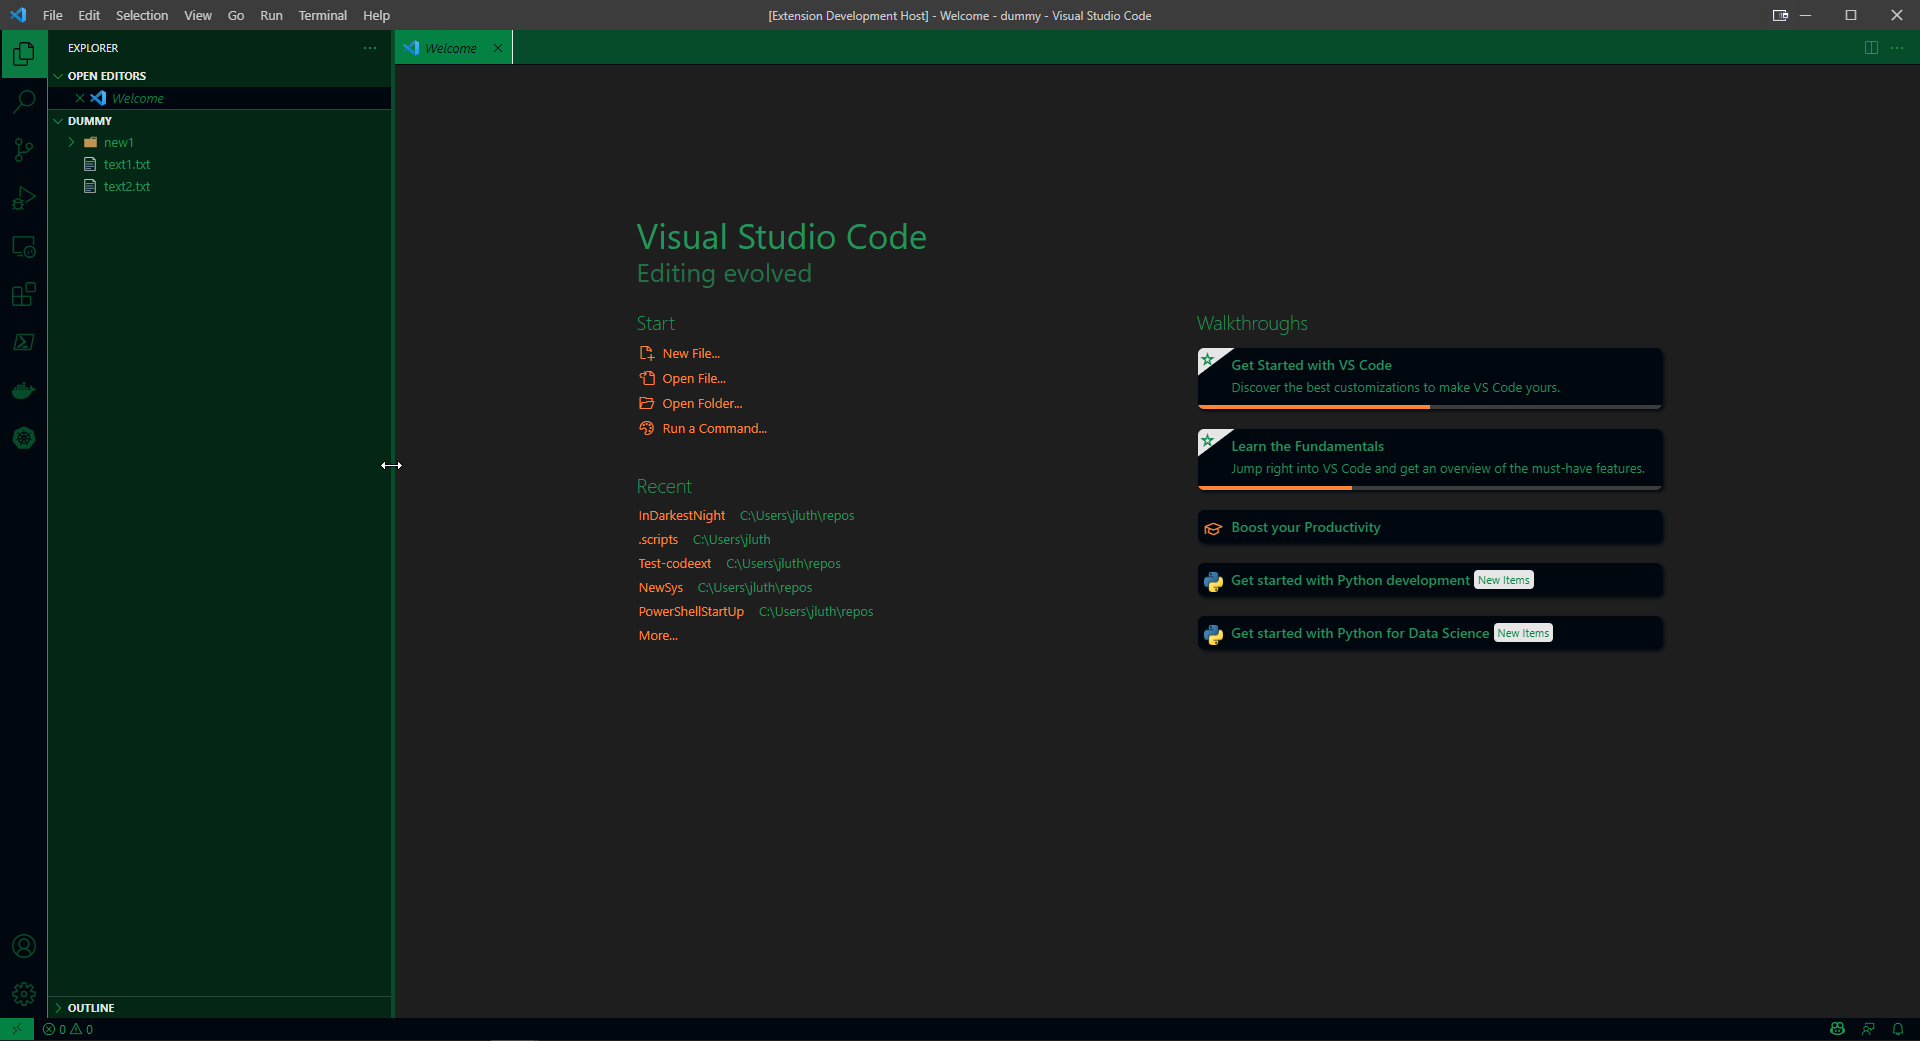 File Edit Selection View Go Run Terminal Help
[Extension Development Host] - Welcome - dummy - Visual Studio Code
EXPLORER
OPEN EDITORS
Welcome
DUMMY
new1
text1.txt
text2.txt
OUTLINE
Welcome
Visual Studio Code
Editing evolved
Start
New File...
Open File...
Open Folder...
Run a Command...
Recent
InDarkestNight C:\Users\jluth\repos
.scripts C:\Users\jluth
Test-codeext C:\Users\jluth\repos
NewSys C:\Users\jluth\repos
PowerShellStartUp C:\Users\jluth\repos
More...
Walkthroughs
Get Started with VS Code
Discover the best customizations to make VS Code yours.
Learn the Fundamentals
Jump right into VS Code and get an overview of the must-have features.
Boost your Productivity
Get started with Python development New Items
Get started with Python for Data Science New Items
0 0